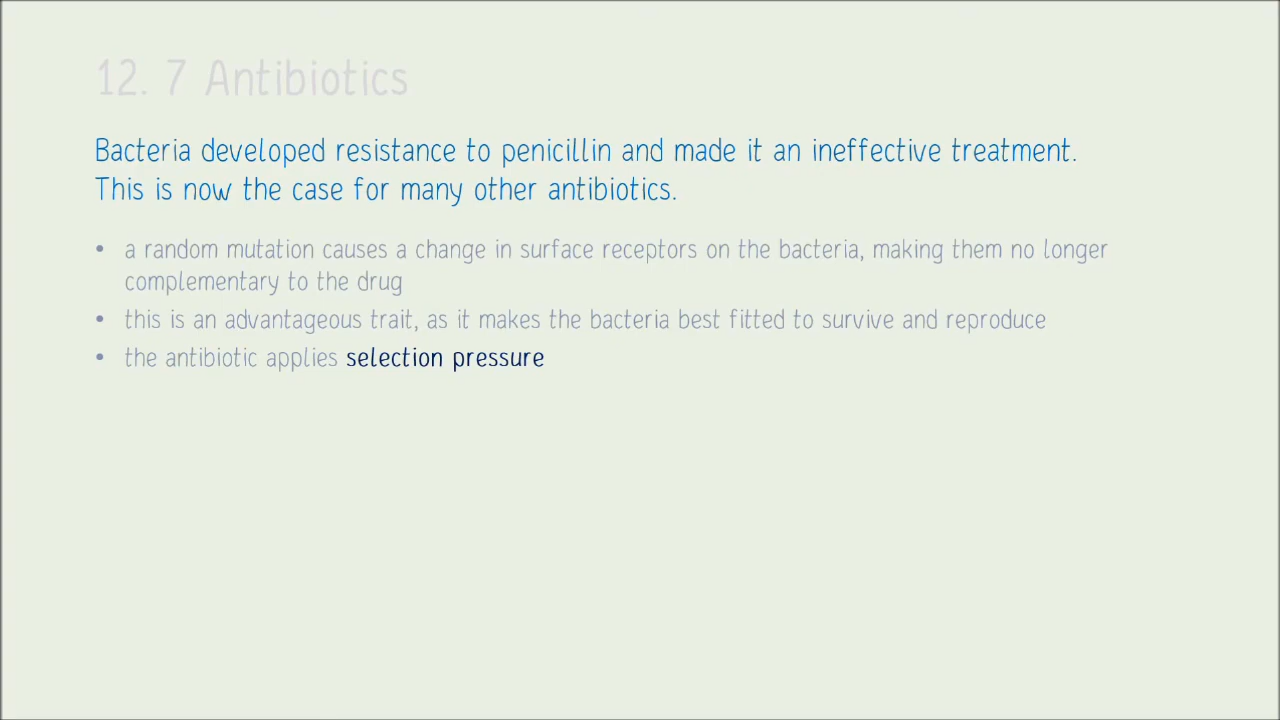 12. 7 Antibiotics
Bacteria developed resistance to penicillin and made it an ineffective treatment.
This is now the case for many other antibiotics.
• a random mutation causes a change in surface receptors on the bacteria, making them no longer
complementary to the drug
• this is an advantageous trait, as it makes the bacteria best fitted to survive and reproduce
• the antibiotic applies selection pressure